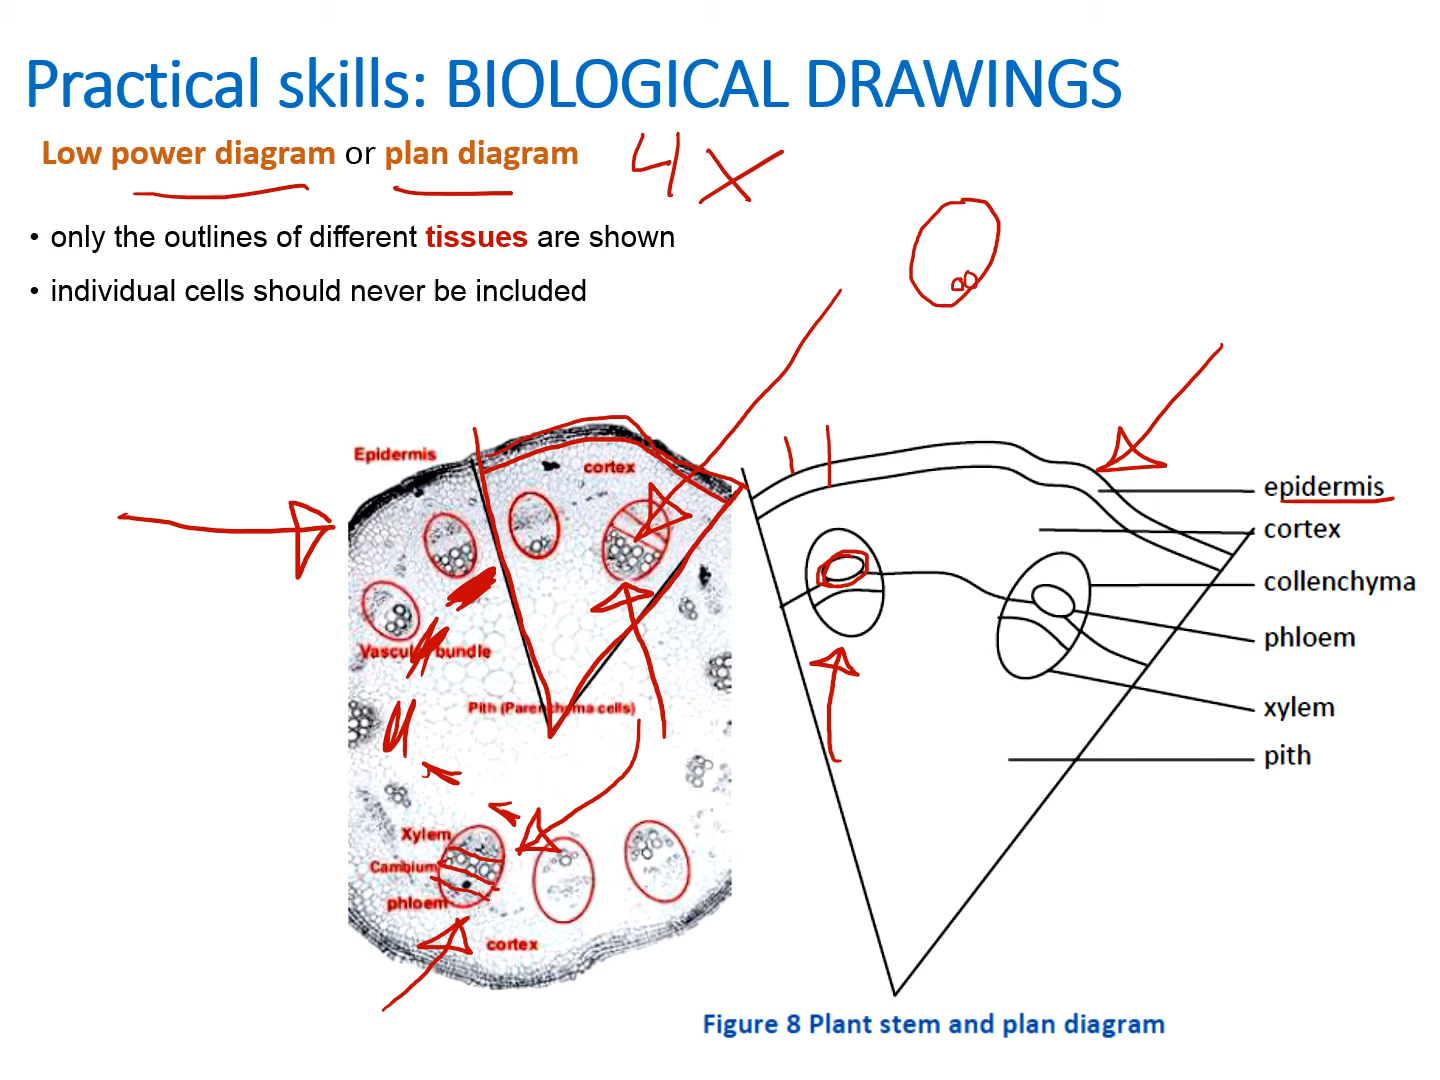 Practical skills: BIOLOGICAL DRAWINGS
Low power diagram or plan diagram 4x
• only the outlines of different tissues are shown
• individual cells should never be included
Epidermis
cortex
Vascular bundle
Pith (Parenchyma cells)
Xylem
Cambium
phloem
cortex
epidermis
cortex
collenchyma
phloem
xylem
pith
Figure 8 Plant stem and plan diagram